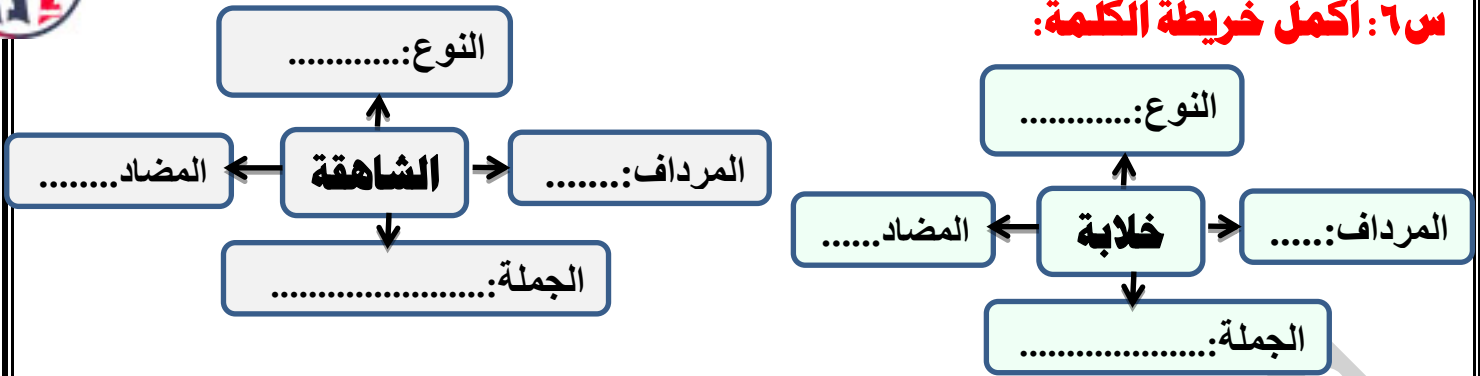 س٦: أكمل خريطة الكلمة:
النوع:............
المرداف:.....
خلابة
المضاد......
الجملة:....................
النوع:............
المرداف:.......
الشاهقة
المضاد........
الجملة:.......................